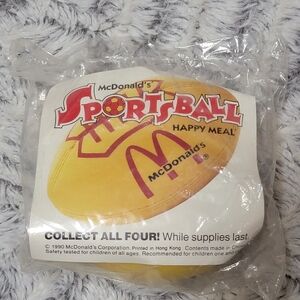 McDonald's
SPORTSBALL
HAPPY MEAL
McDonald's
COLLECT ALL FOUR! While supplies last.
© 1990 McDonald's Corporation. Printed in Hong Kong Contents made in
Safety tested for children of all ages. Recommended for children one and